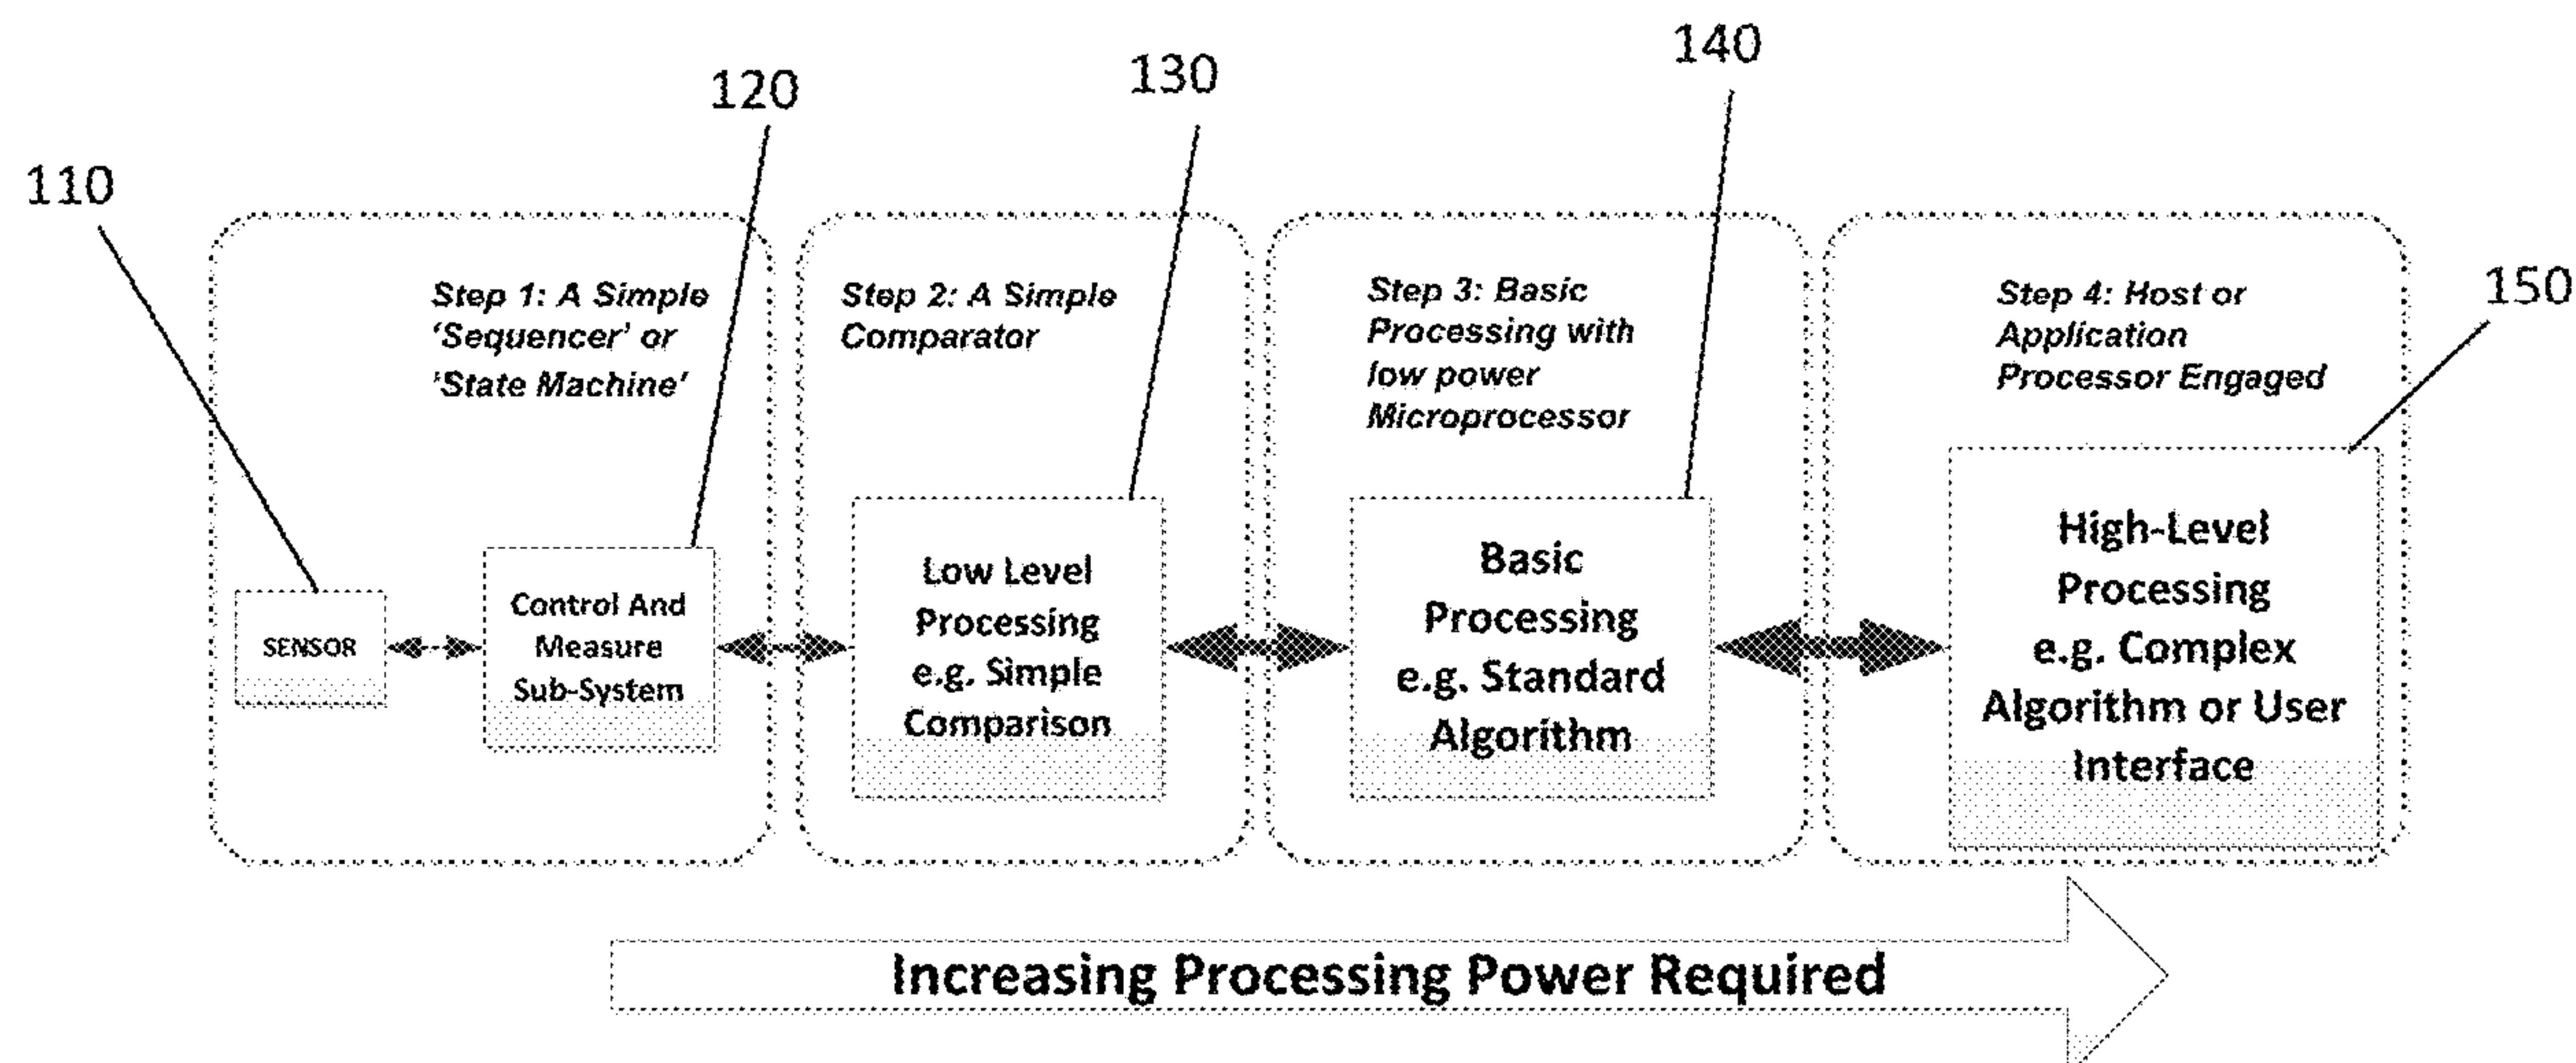 140
130
120
110
150
Step 1: A Simple
'Sequencer' or
'State Machine'
Step 2: A Simple
Comparator
Step 3: Basic
Processing with
low power
Microprocessor
Step 4: Host or
Application
Processor Engaged
SENSOR
Control And
Measure
Sub-System
Low Level
Processing
e.g. Simple
Comparison
Basic
Processing
e.g. Standard
Algorithm
High-Level
Processing
e.g. Complex
Algorithm or User
Interface
Increasing Processing Power Required